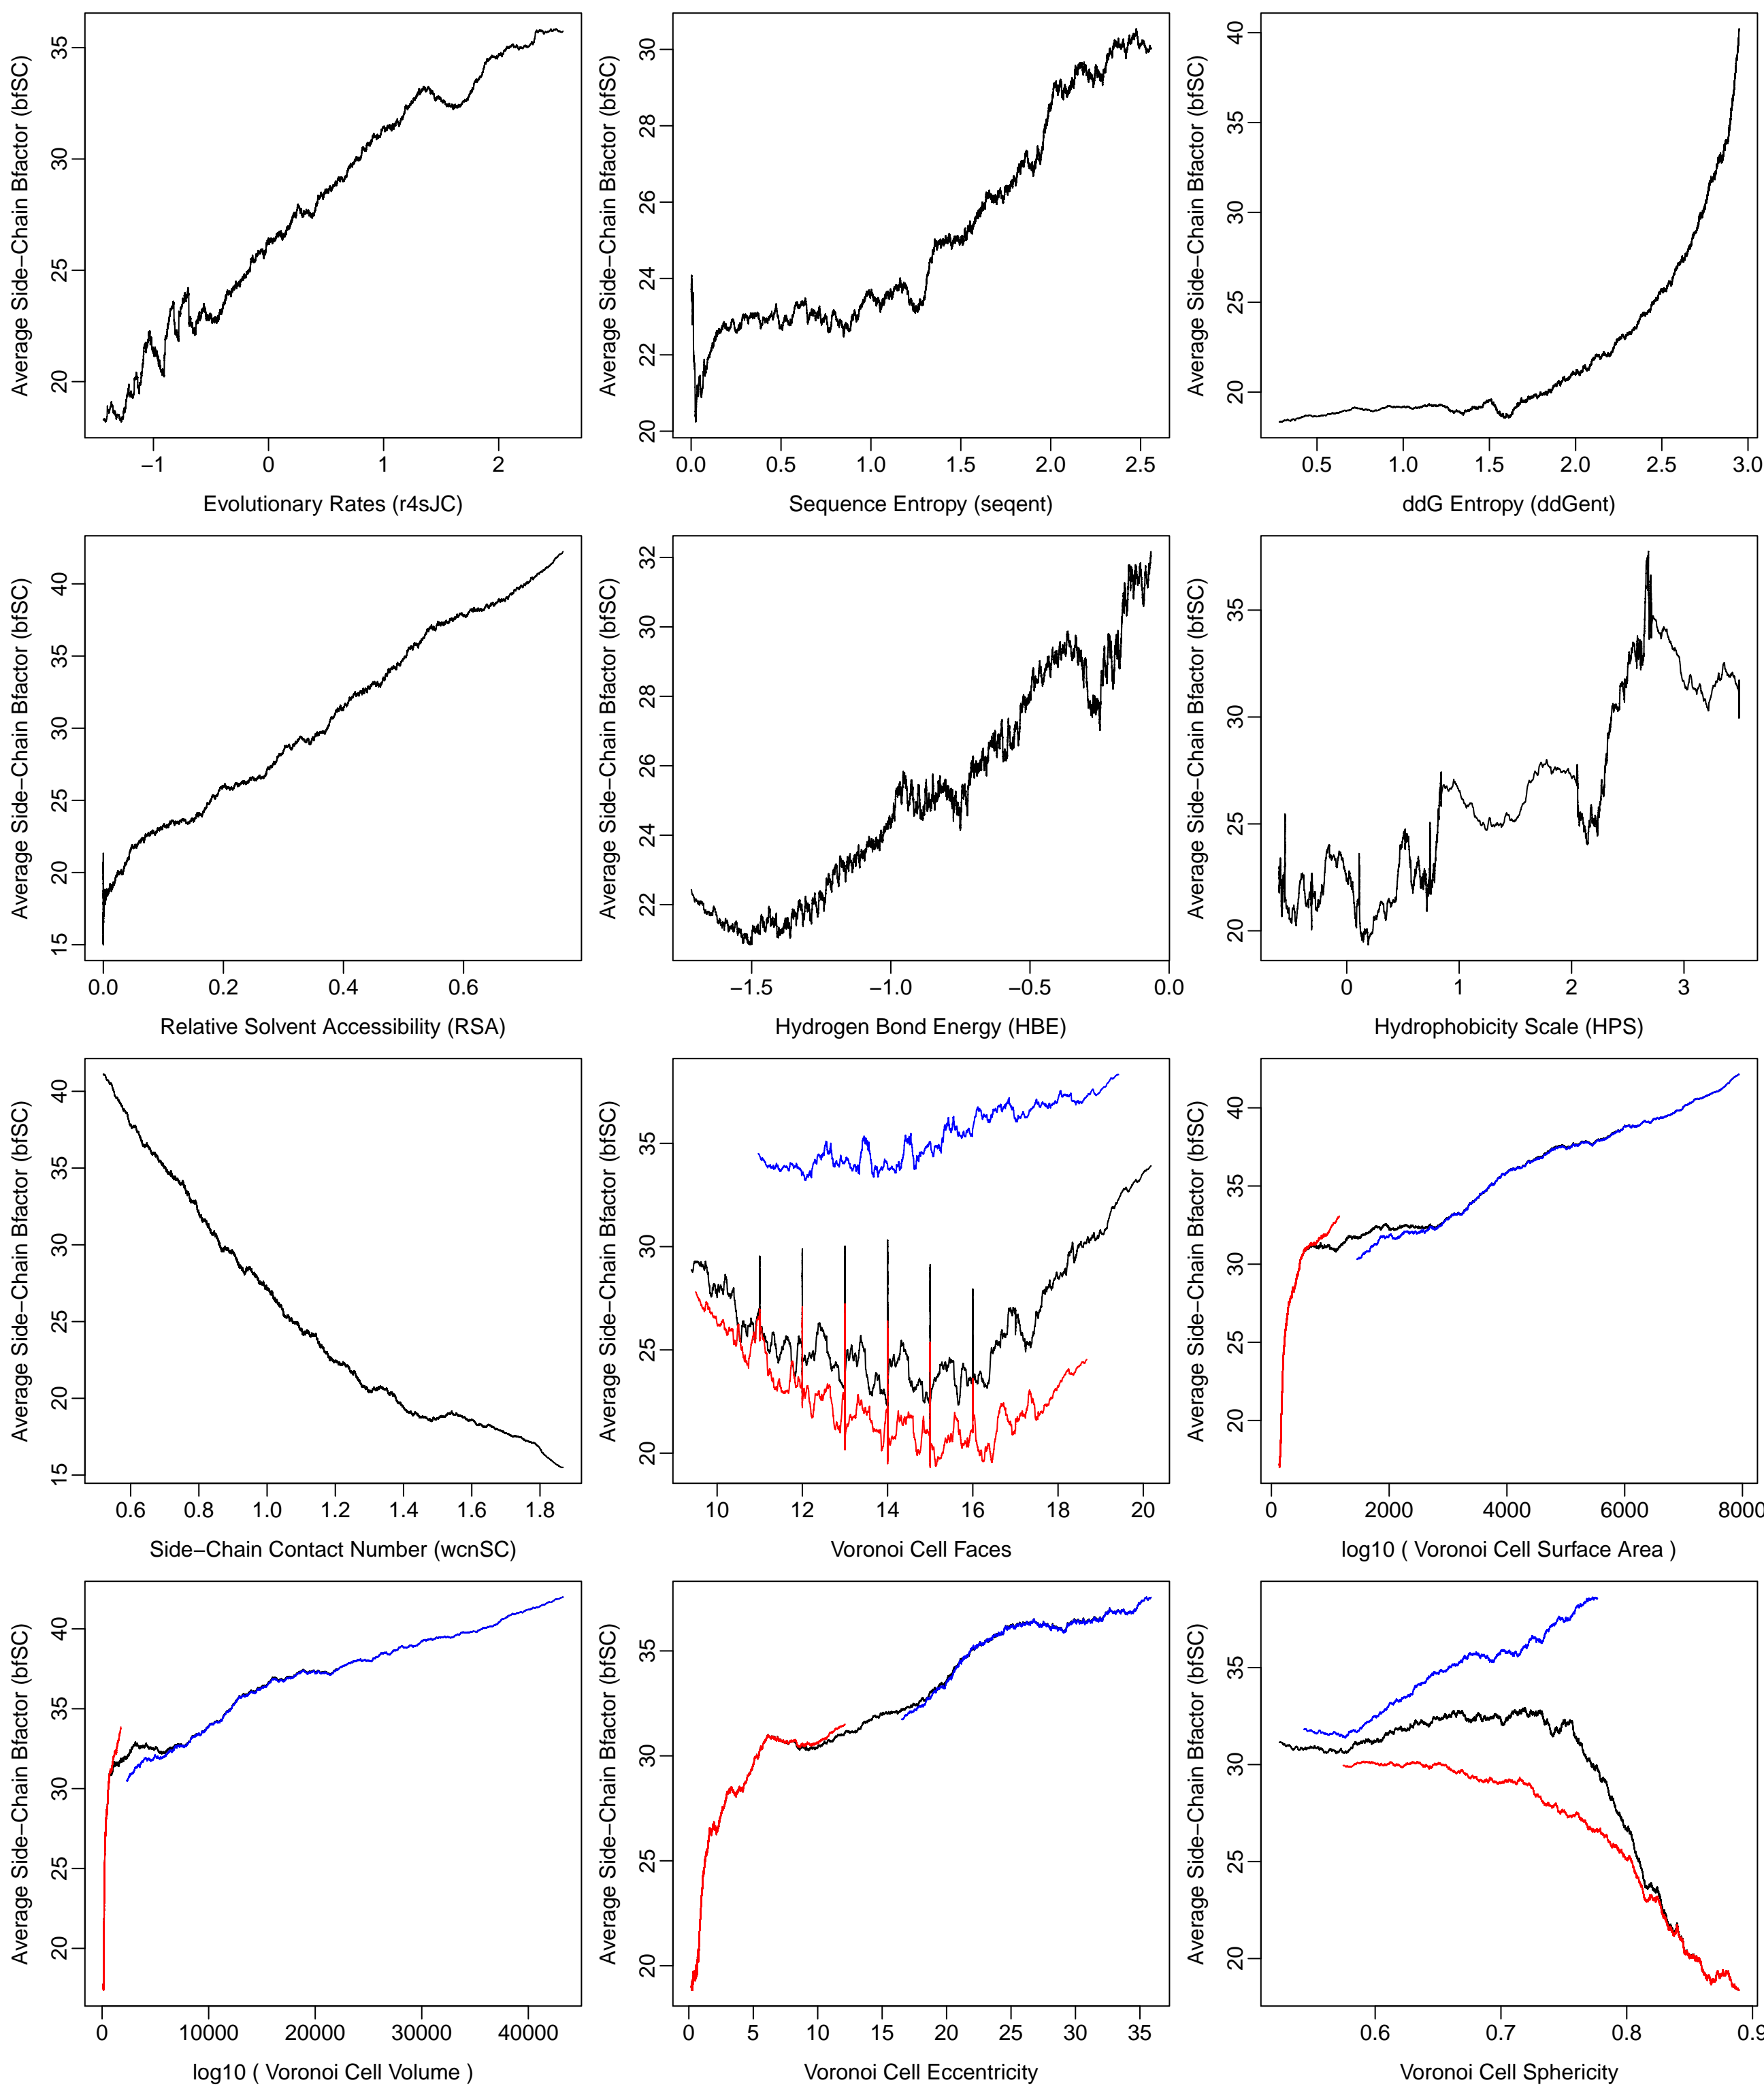 Average Side−Chain Bfactor (bfSC)
35
30
25
20
−1 0 1 2
Evolutionary Rates (r4sJC)
Average Side−Chain Bfactor (bfSC)
30
28
26
24
22
20
0.0 0.5 1.0 1.5 2.0 2.5
Sequence Entropy (seqent)
Average Side−Chain Bfactor (bfSC)
40
35
30
25
20
0.5 1.0 1.5 2.0 2.5 3.0
ddG Entropy (ddGent)
Average Side−Chain Bfactor (bfSC)
40
35
30
25
20
15
0.0 0.2 0.4 0.6
Relative Solvent Accessibility (RSA)
Average Side−Chain Bfactor (bfSC)
32
30
28
26
24
22
−1.5 −1.0 −0.5 0.0
Hydrogen Bond Energy (HBE)
Average Side−Chain Bfactor (bfSC)
35
30
25
20
0 1 2 3
Hydrophobicity Scale (HPS)
Average Side−Chain Bfactor (bfSC)
40
35
30
25
20
15
0.6 0.8 1.0 1.2 1.4 1.6 1.8
Side−Chain Contact Number (wcnSC)
Average Side−Chain Bfactor (bfSC)
35
30
25
20
10 12 14 16 18 20
Voronoi Cell Faces
Average Side−Chain Bfactor (bfSC)
40
35
30
25
20
0 2000 4000 6000 8000
log10 ( Voronoi Cell Surface Area )
Average Side−Chain Bfactor (bfSC)
40
35
30
25
20
0 10000 20000 30000 40000
log10 ( Voronoi Cell Volume )
Average Side−Chain Bfactor (bfSC)
35
30
25
20
0 5 10 15 20 25 30 35
Voronoi Cell Eccentricity
Average Side−Chain Bfactor (bfSC)
35
30
25
20
0.6 0.7 0.8 0.9
Voronoi Cell Sphericity